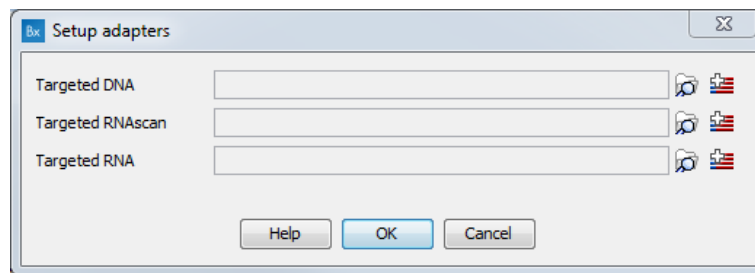 Bx Setup adapters
Targeted DNA
Targeted RNAscan
Targeted RNA
Help OK Cancel